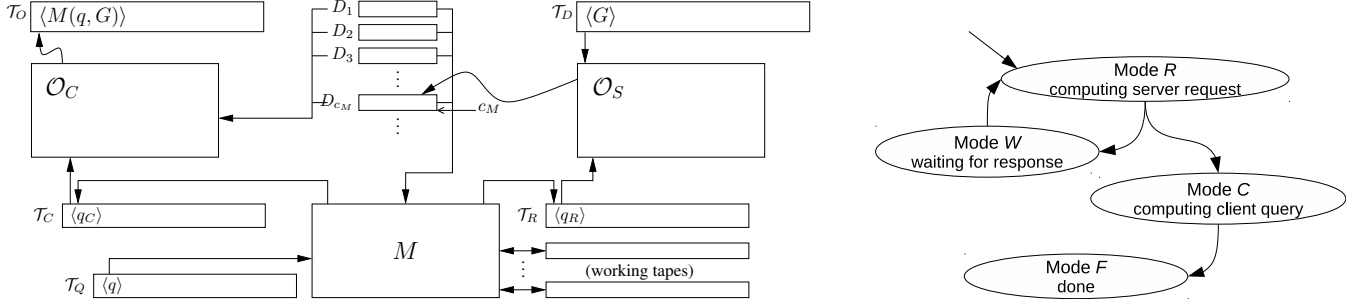 𝒯_O ⟨M(q, G)⟩
D_1
D_2
D_3
⋮
D_{c_M}
c_M
⋮
𝒯_D ⟨G⟩
𝒪_C
𝒪_S
𝒯_C ⟨q_C⟩
M
𝒯_R ⟨q_R⟩
⋮
(working tapes)
𝒯_Q ⟨q⟩
Mode R
computing server request
Mode W
waiting for response
Mode C
computing client query
Mode F
done